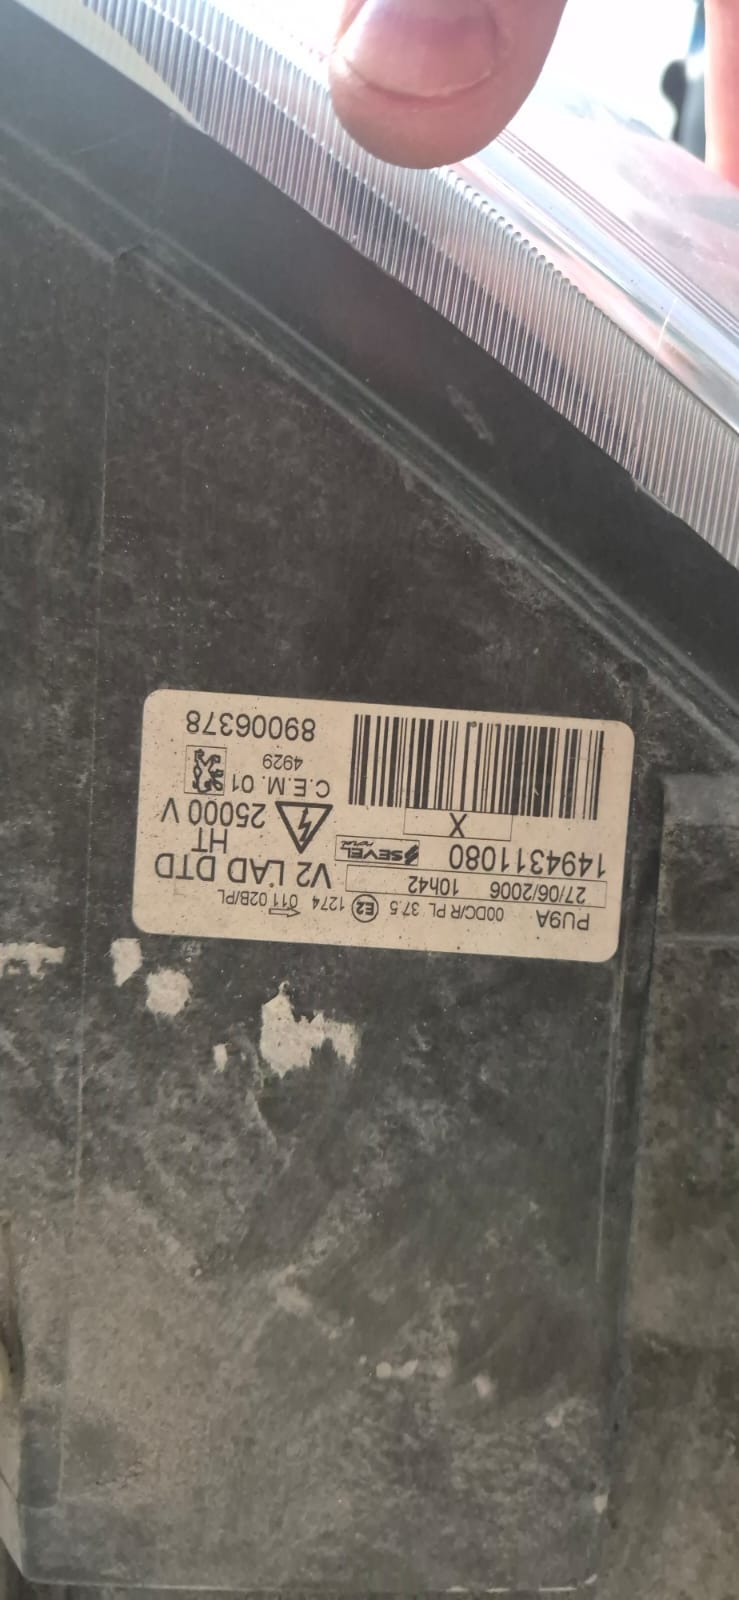 PU9A 00DC/R PL 37.5 E2 1274 011 02B/PL
27/06/2006 10h42 V2 LAD DTD
1494311080 SEVEL HT
X 25000 V
C.E.M. 01
4929
89006378